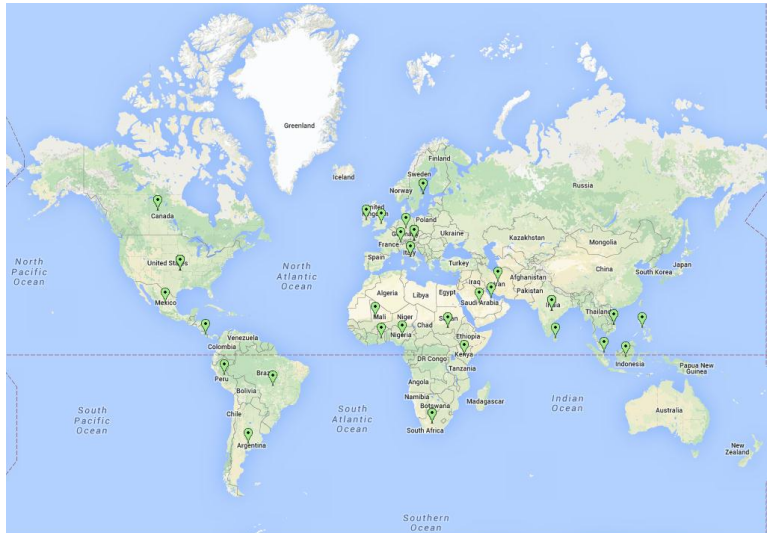 Greenland
Finland
Sweden
Iceland
Norway
Russia
Canada
United
Kingdom
Poland
Germany
Ukraine
Kazakhstan
Mongolia
France
Italy
Spain
Turkey
United States
North
Pacific
Ocean
North
Atlantic
Ocean
China
Japan
South Korea
Afghanistan
Iraq
Iran
Pakistan
Algeria
Libya
Egypt
Saudi Arabia
India
Mexico
Mali
Niger
Chad
Sudan
Thailand
Nigeria
Ethiopia
Venezuela
Colombia
Kenya
DR Congo
Indonesia
Papua New
Guinea
Tanzania
Peru
Brazil
Bolivia
Angola
Namibia
Botswana
Madagascar
Indian
Ocean
South
Pacific
Ocean
South
Atlantic
Ocean
Chile
Australia
South Africa
Argentina
New
Zealand
Southern
Ocean